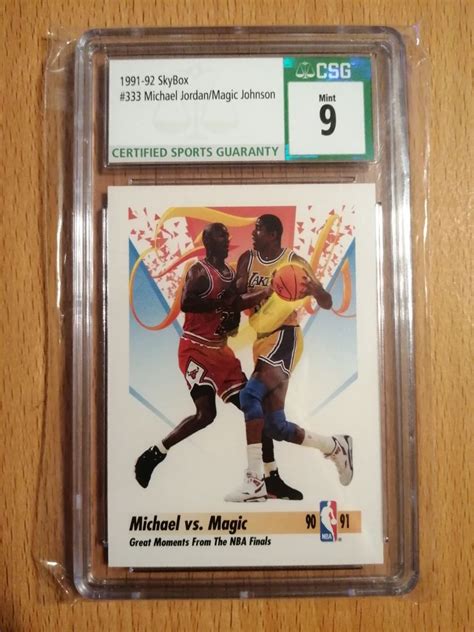 1991-92 SkyBox
#333 Michael Jordan/Magic Johnson
CERTIFIED SPORTS GUARANTY
CSG
Mint
9
LAKERS
Michael vs. Magic
90 NBA 91
Great Moments From The NBA Finals